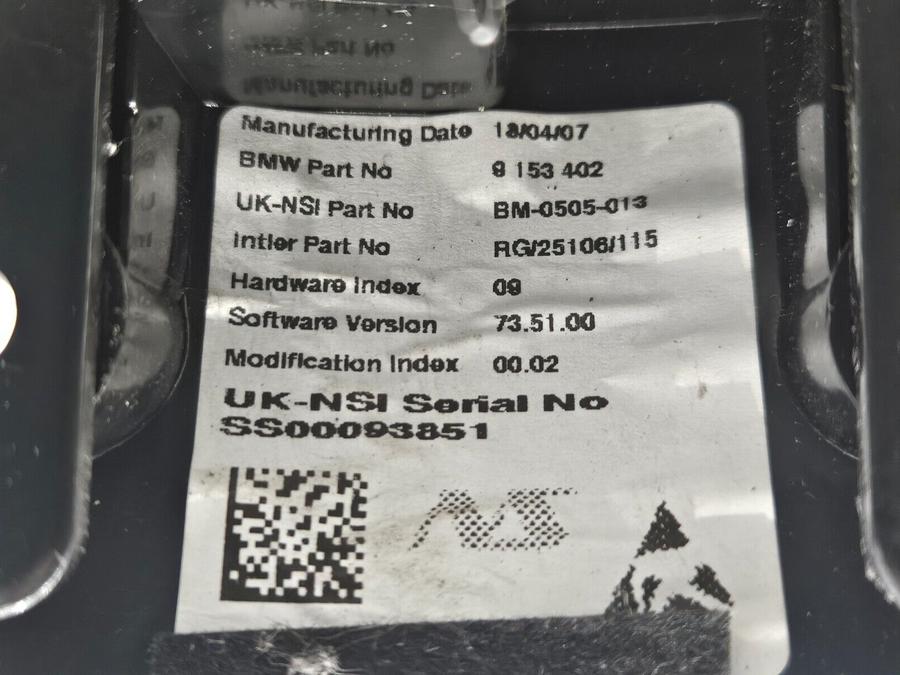 Manufacturing Date 18/04/07
BMW Part No 9 153 402
UK-NSI Part No BM-0505-013
Intier Part No RG/25106/115
Hardware Index 09
Software Version 73.51.00
Modification Index 00.02
UK-NSI Serial No
SS00093851